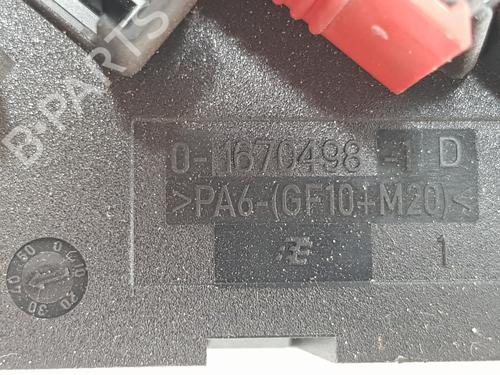 B-PARTS
0-1670498-1 D
>PA6-(GF10+M20)<
1